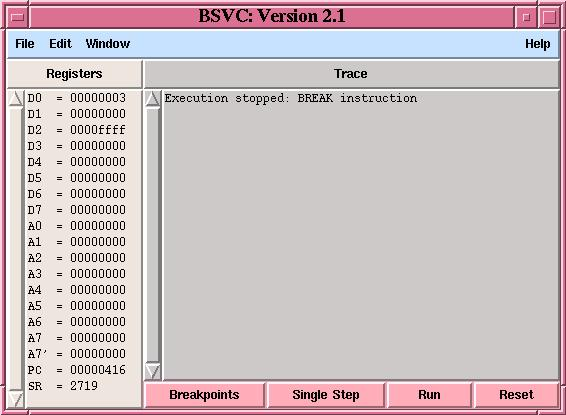 BSVC: Version 2.1
File Edit Window Help
Registers Trace
D0 = 00000003
D1 = 00000000
D2 = 0000ffff
D3 = 00000000
D4 = 00000000
D5 = 00000000
D6 = 00000000
D7 = 00000000
A0 = 00000000
A1 = 00000000
A2 = 00000000
A3 = 00000000
A4 = 00000000
A5 = 00000000
A6 = 00000000
A7 = 00000000
A7' = 00000000
PC = 00000416
SR = 2719
Execution stopped: BREAK instruction
Breakpoints Single Step Run Reset